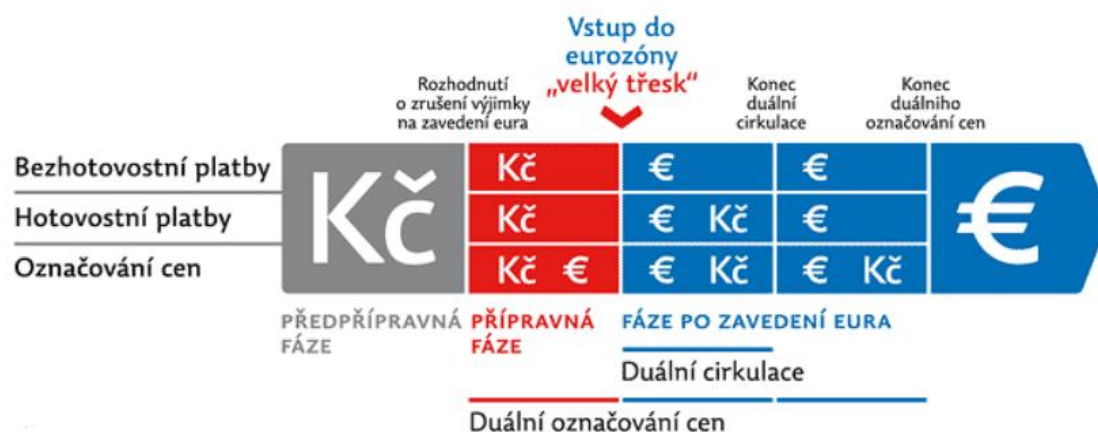 Vstup do
eurozóny
„velký třesk“
Rozhodnutí
o zrušení výjimky
na zavedení eura
Konec
duální
cirkulace
Konec
duálního
označování cen
Bezhotovostní platby
Kč
Kč
€
€
€
Hotovostní platby
Kč
€ Kč
€
Označování cen
Kč €
€ Kč
€ Kč
PŘEDPŘÍPRAVNÁ
FÁZE
PŘÍPRAVNÁ
FÁZE
FÁZE PO ZAVEDENÍ EURA
Duální cirkulace
Duální označování cen